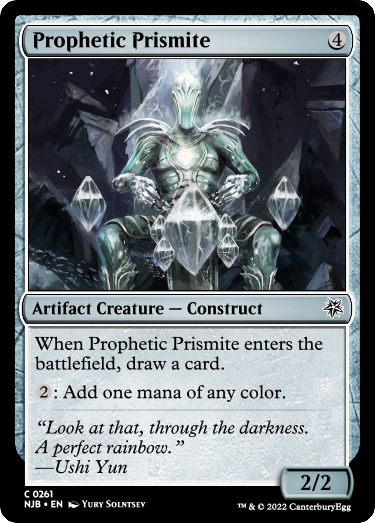 Prophetic Prismite 4
Artifact Creature — Construct
When Prophetic Prismite enters the
battlefield, draw a card.
2: Add one mana of any color.
“Look at that, through the darkness.
A perfect rainbow.”
—Ushi Yun
2/2
C 0261
NJB • EN Yury Solntsev
™ & © 2022 CanterburyEgg